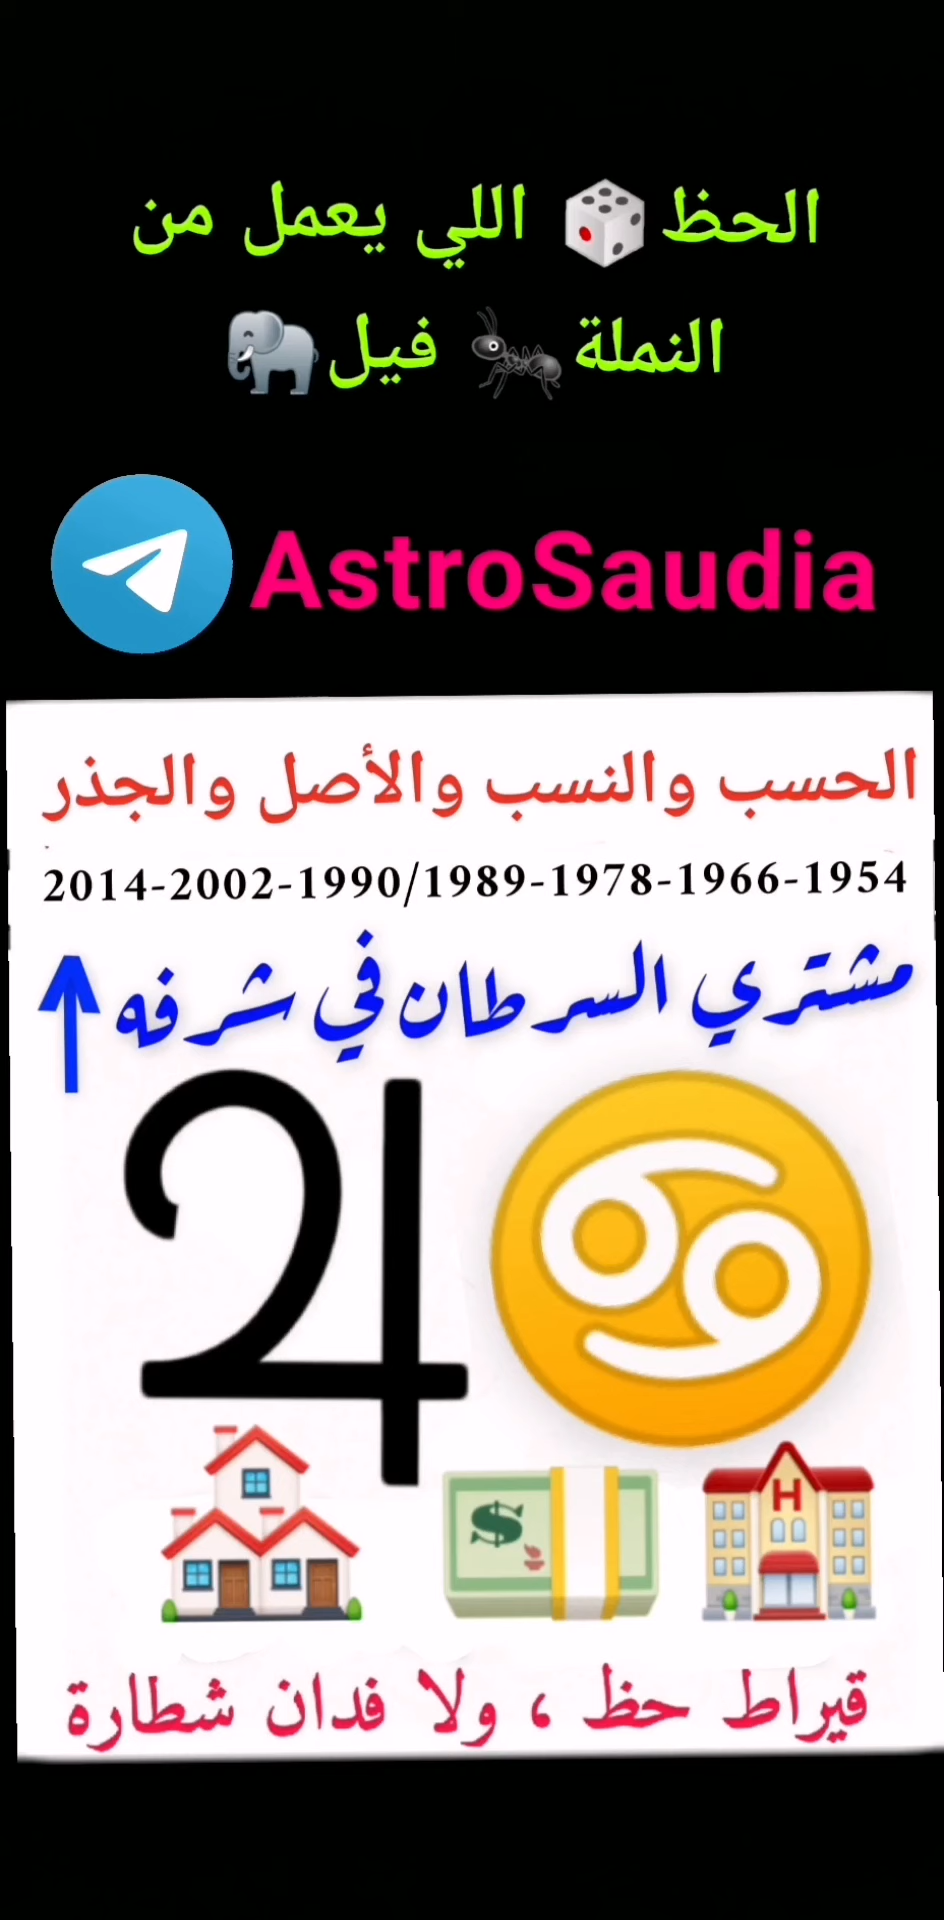 الحظ🎲 اللي يعمل من
النملة🐜 فيل🐘
AstroSaudia
الحسب والنسب والأصل والجذر
2014-2002-1990/1989-1978-1966-1954
مشتري السرطان في شرفه
H
$
قيراط حظ ، ولا فدان شطارة